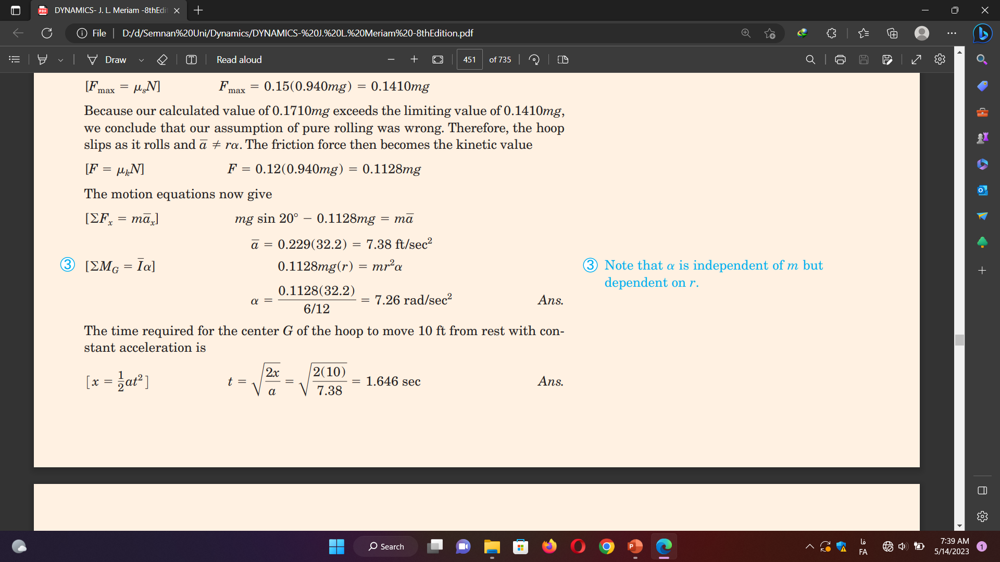 DYNAMICS- J. L. Meriam -8thEdi
File
D:/d/Semnan%20Uni/Dynamics/DYNAMICS-%20J.%20L.%20Meriam%20-8thEdition.pdf
Draw
Read aloud
451 of 735
[F_max = μ_sN] F_max = 0.15(0.940mg) = 0.1410mg
Because our calculated value of 0.1710mg exceeds the limiting value of 0.1410mg,
we conclude that our assumption of pure rolling was wrong. Therefore, the hoop
slips as it rolls and a̅ ≠ rα. The friction force then becomes the kinetic value
[F = μ_kN] F = 0.12(0.940mg) = 0.1128mg
The motion equations now give
[ΣF_x = ma̅_x] mg sin 20° − 0.1128mg = ma̅
a̅ = 0.229(32.2) = 7.38 ft/sec²
③ [ΣM_G = I̅α] 0.1128mg(r) = mr²α
α = 0.1128(32.2)/(6/12) = 7.26 rad/sec² Ans.
The time required for the center G of the hoop to move 10 ft from rest with con-
stant acceleration is
[x = 1/2 at²] t = √(2x/a) = √(2(10)/7.38) = 1.646 sec Ans.
③ Note that α is independent of m but
dependent on r.
Search
فا
FA
7:39 AM
5/14/2023
1